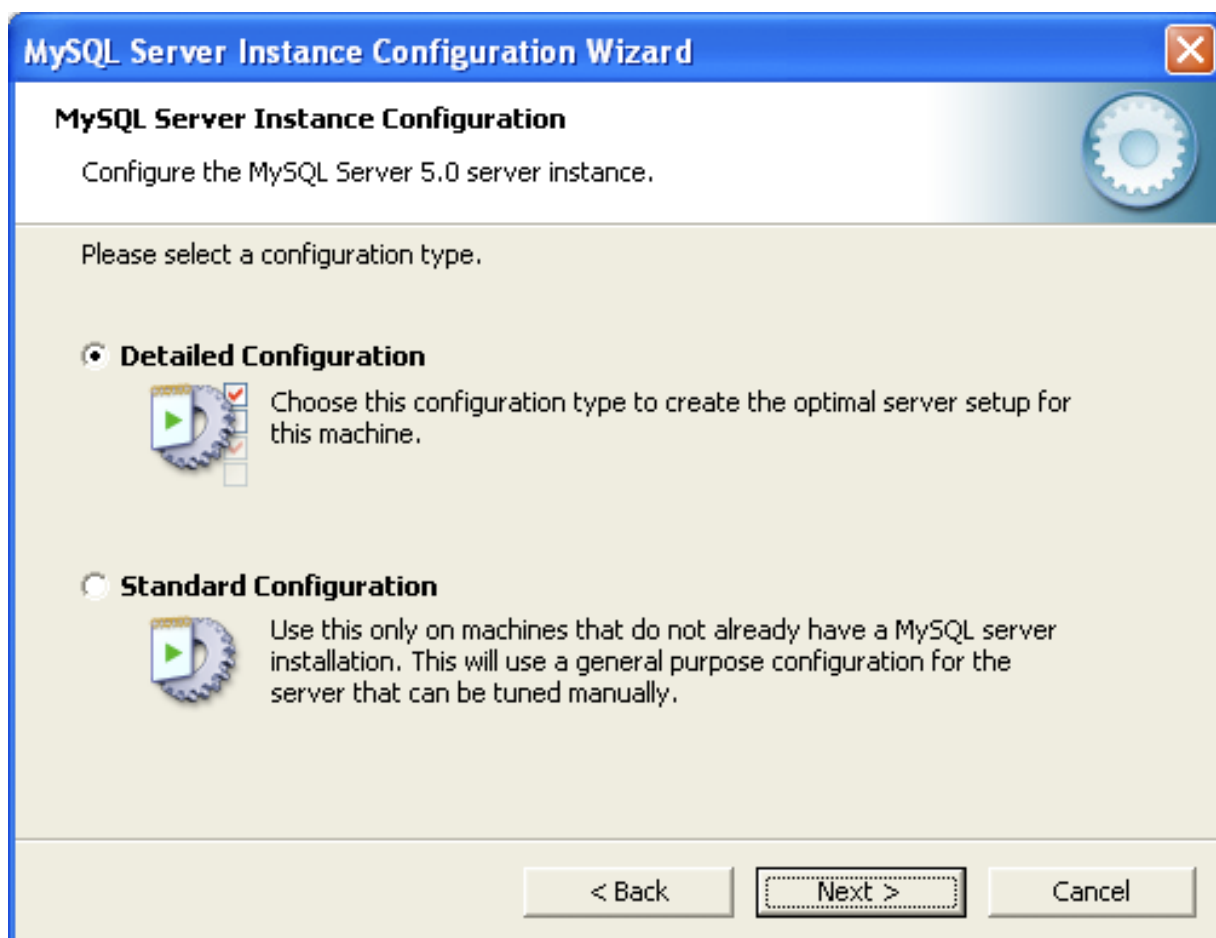 MySQL Server Instance Configuration Wizard
MySQL Server Instance Configuration
Configure the MySQL Server 5.0 server instance.
Please select a configuration type.
Detailed Configuration
Choose this configuration type to create the optimal server setup for
this machine.
Standard Configuration
Use this only on machines that do not already have a MySQL server
installation. This will use a general purpose configuration for the
server that can be tuned manually.
< Back
Next >
Cancel